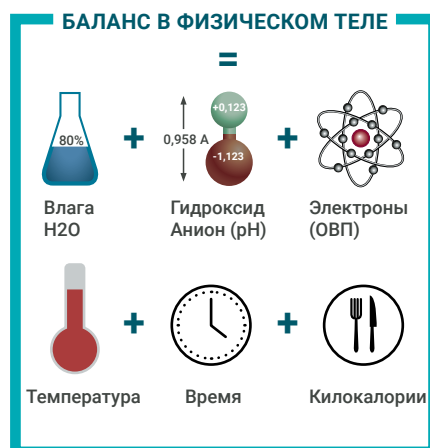 БАЛАНС В ФИЗИЧЕСКОМ ТЕЛЕ
=
80%
+
0,958 А
+0,123
-1,123
+
Влага
H2O
Гидроксид
Анион (pH)
Электроны
(ОВП)
+
+
Температура
Время
Килокалории